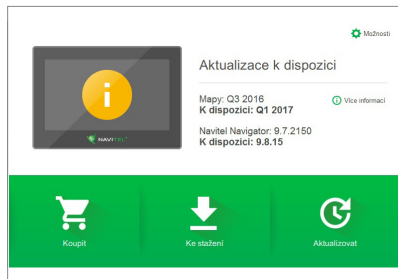 Možnosti
Aktualizace k dispozici
Mapy: Q3 2016
K dispozici: Q1 2017
Více informací
Navitel Navigator: 9.7.2150
K dispozici: 9.8.15
NAVITEL
Koupit
Ke stažení
Aktualizovat